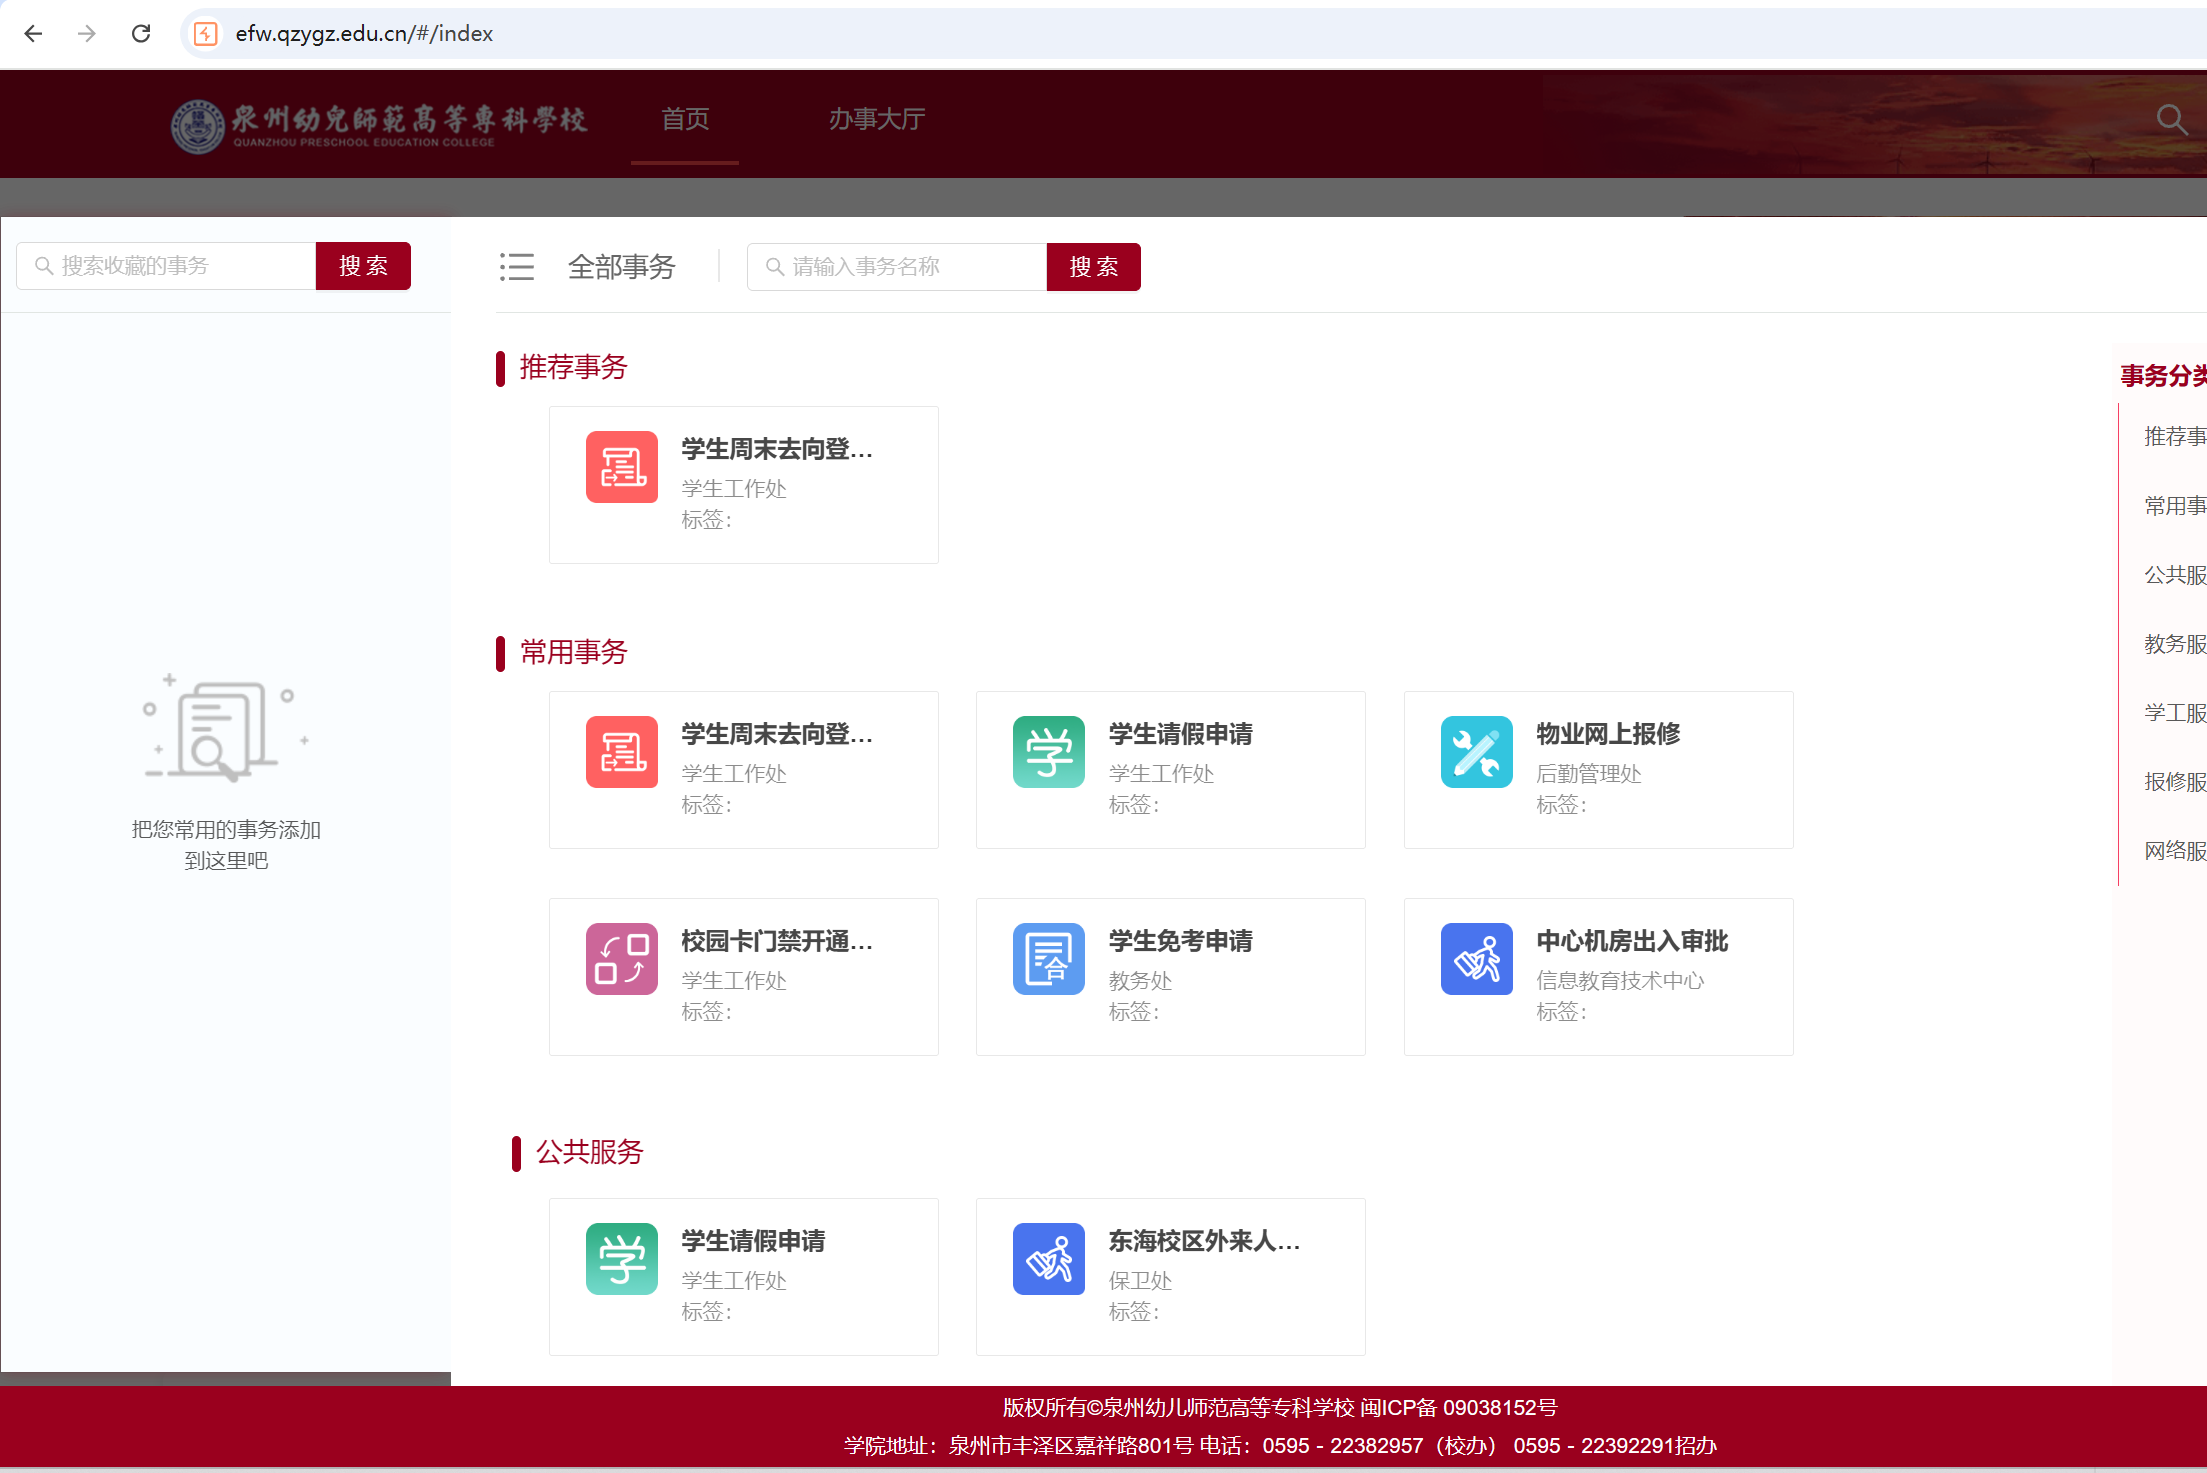 efw.qzygz.edu.cn/#/index
泉州幼兒師範高等專科學校
QUANZHOU PRESCHOOL EDUCATION COLLEGE
首页
办事大厅
搜索收藏的事务
搜 索
全部事务
请输入事务名称
搜 索
把您常用的事务添加
到这里吧
推荐事务
学生周末去向登...
学生工作处
标签：
常用事务
学生周末去向登...
学生工作处
标签：
学生请假申请
学生工作处
标签：
物业网上报修
后勤管理处
标签：
校园卡门禁开通...
学生工作处
标签：
学生免考申请
教务处
标签：
中心机房出入审批
信息教育技术中心
标签：
公共服务
学生请假申请
学生工作处
标签：
东海校区外来人...
保卫处
标签：
事务分类
推荐事
常用事
公共服
教务服
学工服
报修服
网络服
版权所有©泉州幼儿师范高等专科学校 闽ICP备 09038152号
学院地址：泉州市丰泽区嘉祥路801号 电话：0595 - 22382957（校办） 0595 - 22392291招办